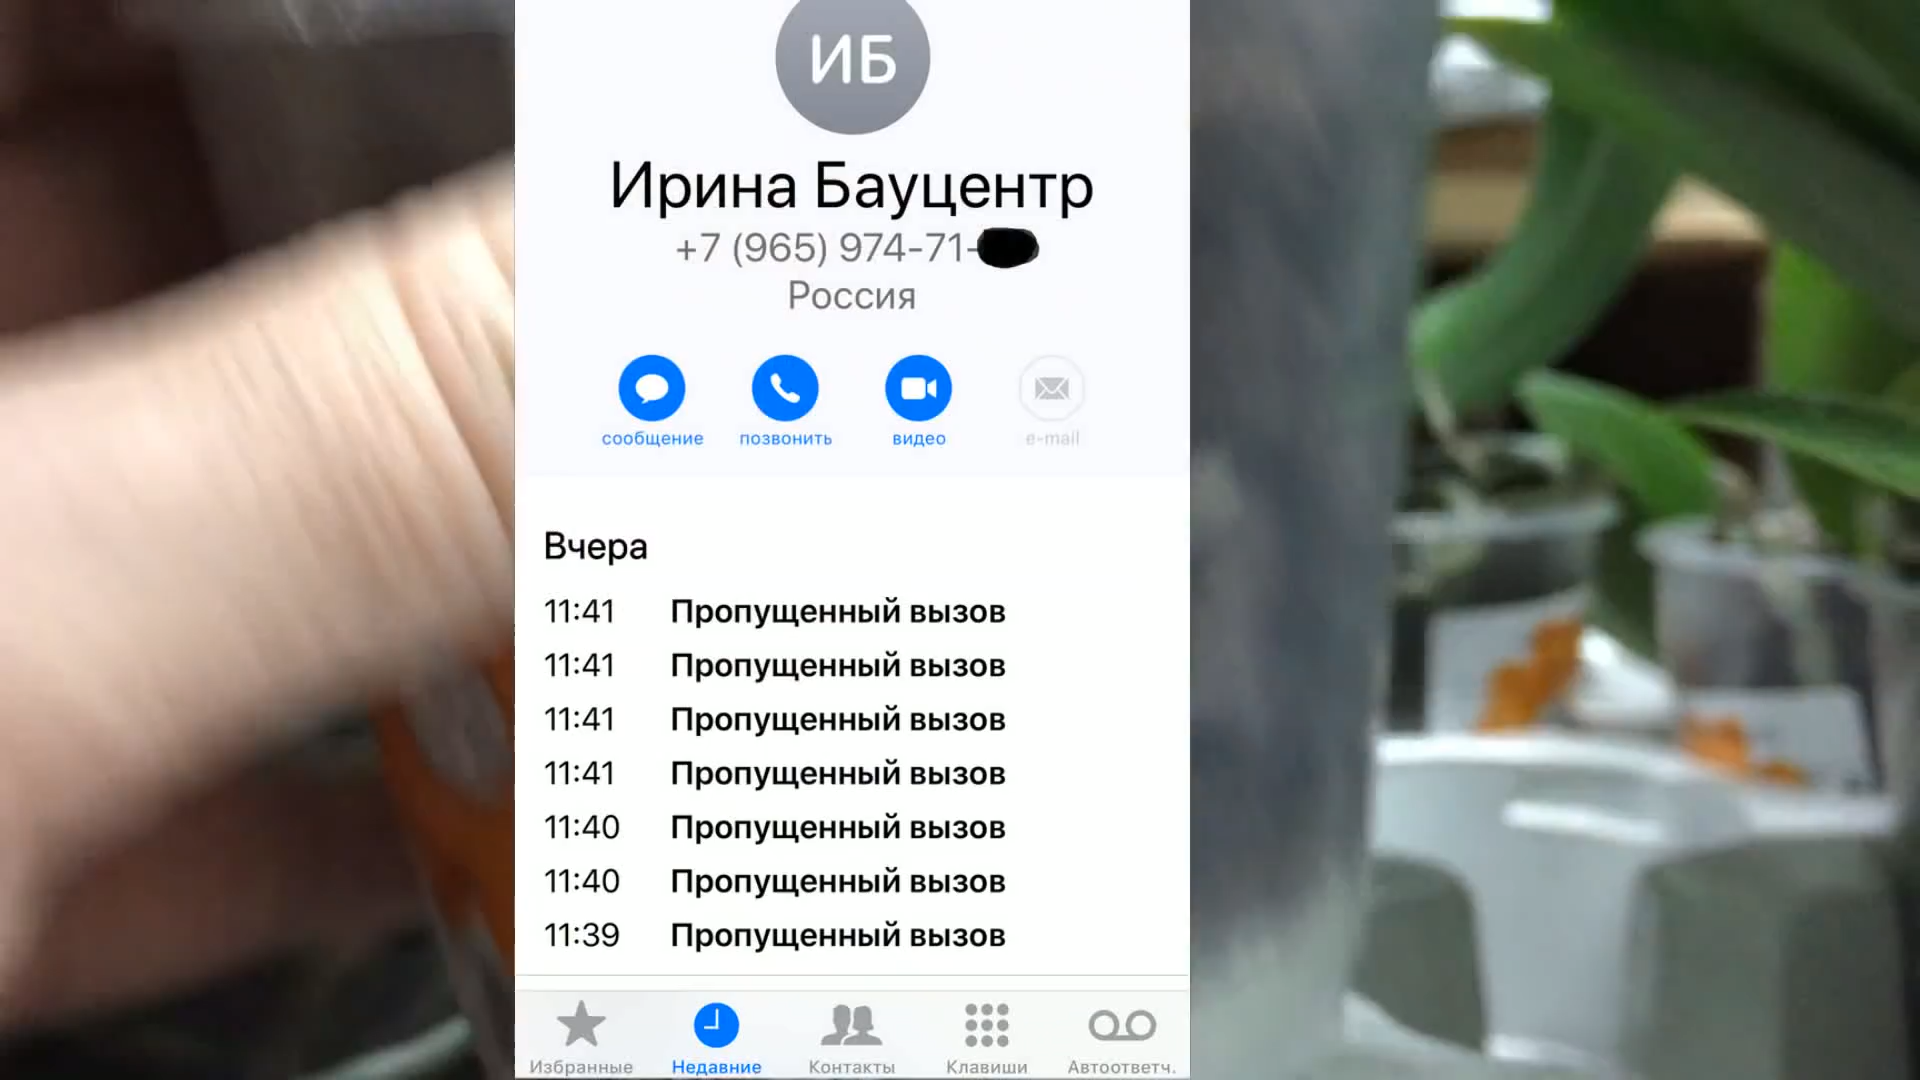 ИБ
Ирина Бауцентр
+7 (965) 974-71-
Россия
сообщение позвонить видео e-mail
Вчера
11:41 Пропущенный вызов
11:41 Пропущенный вызов
11:41 Пропущенный вызов
11:41 Пропущенный вызов
11:40 Пропущенный вызов
11:40 Пропущенный вызов
11:39 Пропущенный вызов
Избранные Недавние Контакты Клавиши Автоответч.